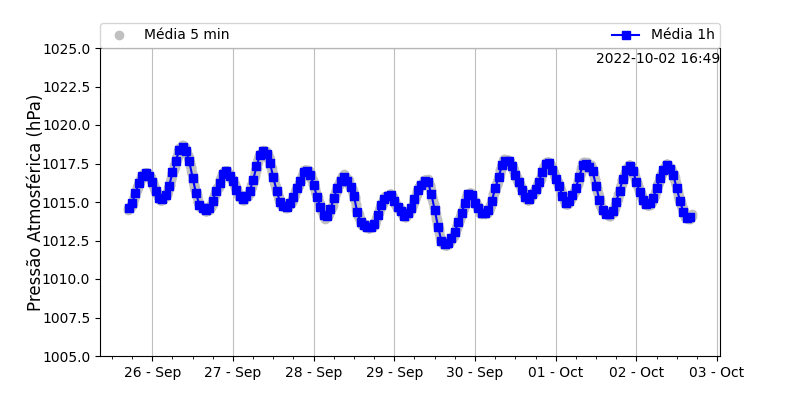 Média 5 min
Média 1h
2022-10-02 16:49
Pressão Atmosférica (hPa)
1025.0
1022.5
1020.0
1017.5
1015.0
1012.5
1010.0
1007.5
1005.0
26 - Sep
27 - Sep
28 - Sep
29 - Sep
30 - Sep
01 - Oct
02 - Oct
03 - Oct